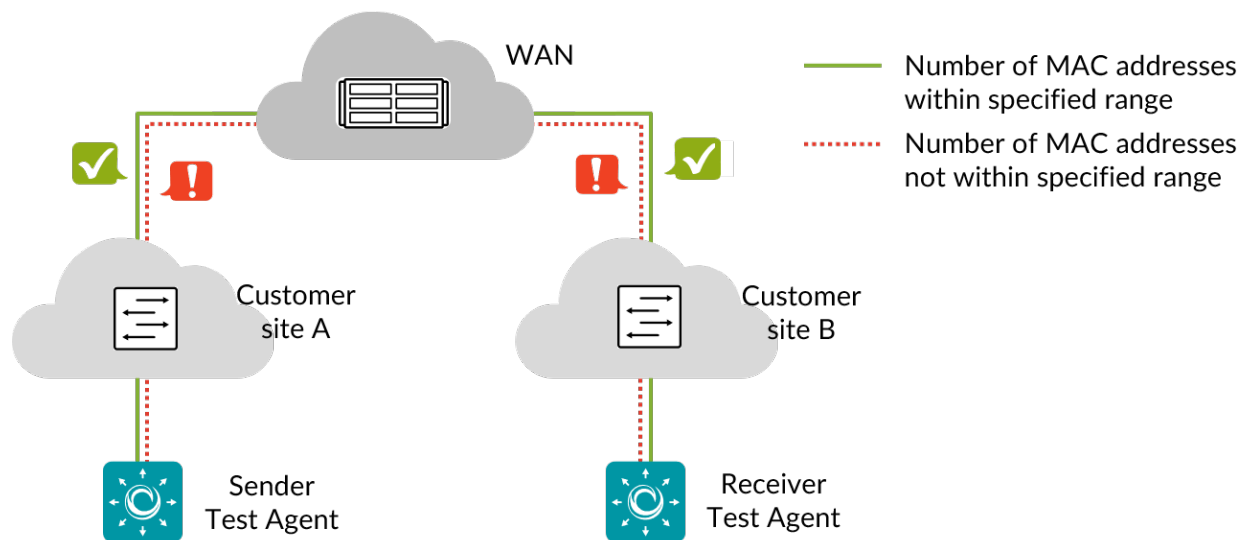 WAN
Number of MAC addresses
within specified range
Number of MAC addresses
not within specified range
Customer
site A
Customer
site B
Sender
Test Agent
Receiver
Test Agent